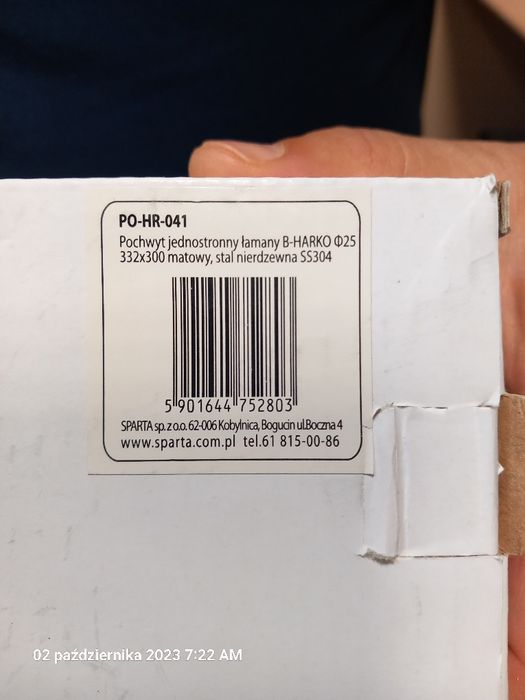 PO-HR-041
Pochwyt jednostronny łamany B-HARKO Φ25
332x300 matowy, stal nierdzewna SS304
5 901644 752803
SPARTA sp. z o.o. 62-006 Kobylnica, Bogucin ul.Boczna 4
www.sparta.com.pl tel.61 815-00-86
02 października 2023 7:22 AM